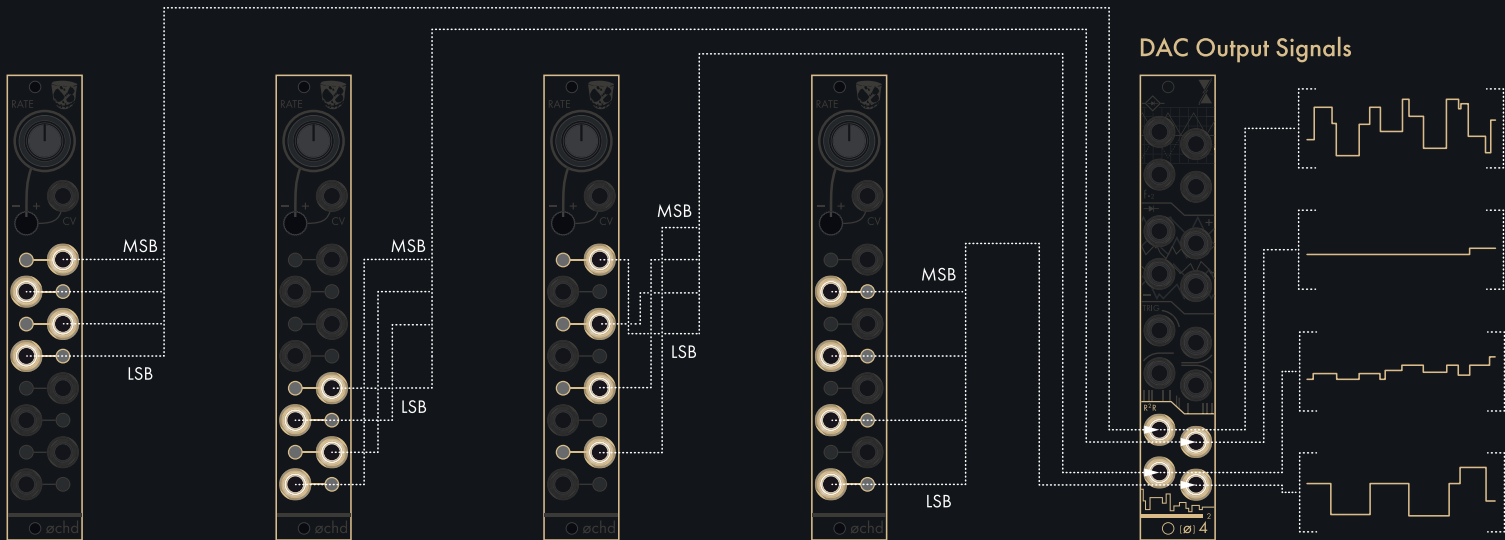 DAC Output Signals
RATE
CV
MSB
LSB
øchd
RATE
CV
MSB
LSB
øchd
RATE
CV
MSB
LSB
øchd
RATE
CV
MSB
LSB
øchd
TRIG
R²R
2
[ø] 4